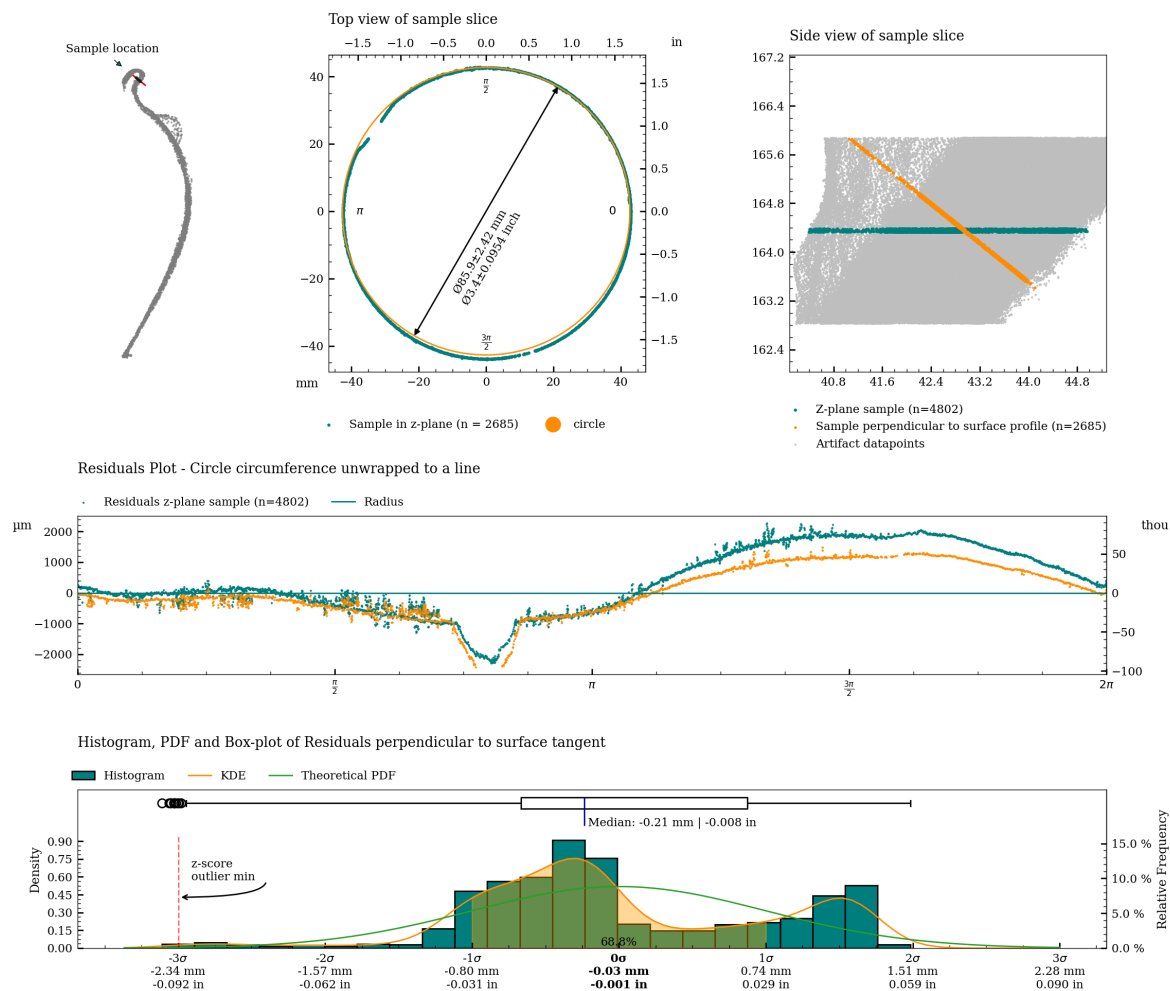 Sample location
Top view of sample slice
−1.5 −1.2 −0.8 −0.5 0.0 0.5 0.8 1.2 1.5 in
40 20 0 −20 −40
1.5 1.0 0.5 0.0 −0.5 −1.0 −1.5
π/2
π
0
3π/2
Ø85.9±2.42 mm
Ø3.4±0.0954 inch
mm −40 −20 0 20 40
Sample in z-plane (n = 2685) circle
Side view of sample slice
167.2
166.4
165.6
164.8
164.0
163.2
162.4
40.8 41.6 42.4 43.2 44.0 44.8
Z-plane sample (n=4802)
Sample perpendicular to surface profile (n=2685)
Artifact datapoints
Residuals Plot - Circle circumference unwrapped to a line
Residuals z-plane sample (n=4802) Radius
µm thou
2000
1000
0
−1000
−2000
50
0
−50
−100
0 π/2 π 3π/2 2π
Histogram, PDF and Box-plot of Residuals perpendicular to surface tangent
Histogram KDE Theoretical PDF
Median: -0.21 mm | -0.008 in
z-score
outlier min
Density
0.90
0.75
0.60
0.45
0.30
0.15
0.00
15.0 %
10.0 %
5.0 %
0.0 %
Relative Frequency
68.8%
-3σ -2σ -1σ 0σ 1σ 2σ 3σ
-2.34 mm -1.57 mm -0.80 mm -0.03 mm 0.74 mm 1.51 mm 2.28 mm
-0.092 in -0.062 in -0.031 in -0.001 in 0.029 in 0.059 in 0.090 in